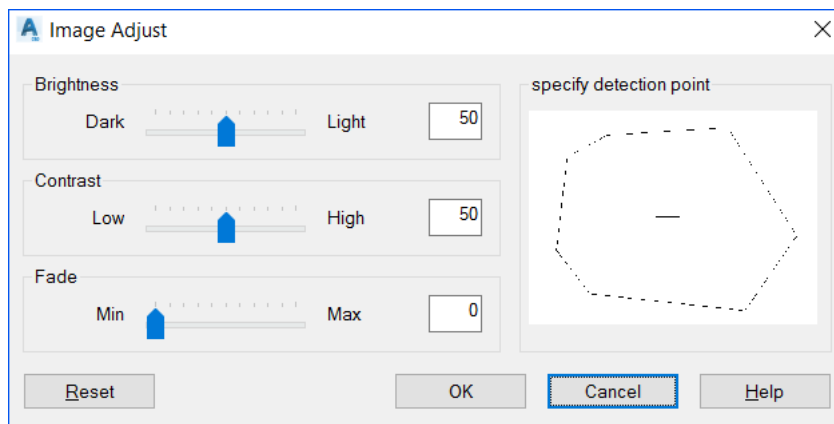 Image Adjust
Brightness
Dark
Light
50
Contrast
Low
High
50
Fade
Min
Max
0
specify detection point
Reset
OK
Cancel
Help